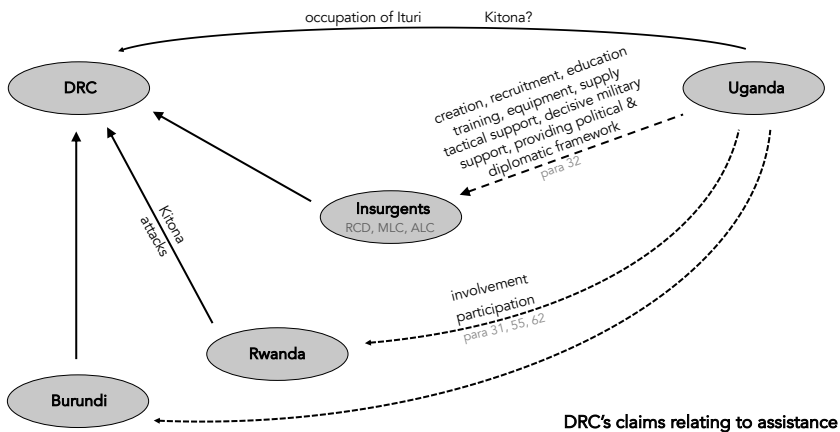 occupation of Ituri Kitona?
DRC
Uganda
creation, recruitment, education
training, equipment, supply
tactical support, decisive military
support, providing political &
diplomatic framework
para 32
Insurgents
RCD, MLC, ALC
Kitona
attacks
involvement
participation
para 31, 55, 62
Rwanda
Burundi
DRC's claims relating to assistance